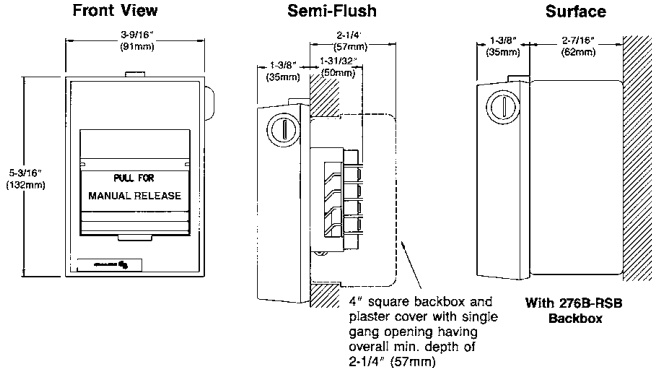 Front View
3-9/16"
(91mm)
5-3/16"
(132mm)
PULL FOR
MANUAL RELEASE
Semi-Flush
2-1/4"
(57mm)
1-3/8"
(35mm)
1-31/32"
(50mm)
4" square backbox and
plaster cover with single
gang opening having
overall min. depth of
2-1/4" (57mm)
Surface
1-3/8"
(35mm)
2-7/16"
(62mm)
With 276B-RSB
Backbox